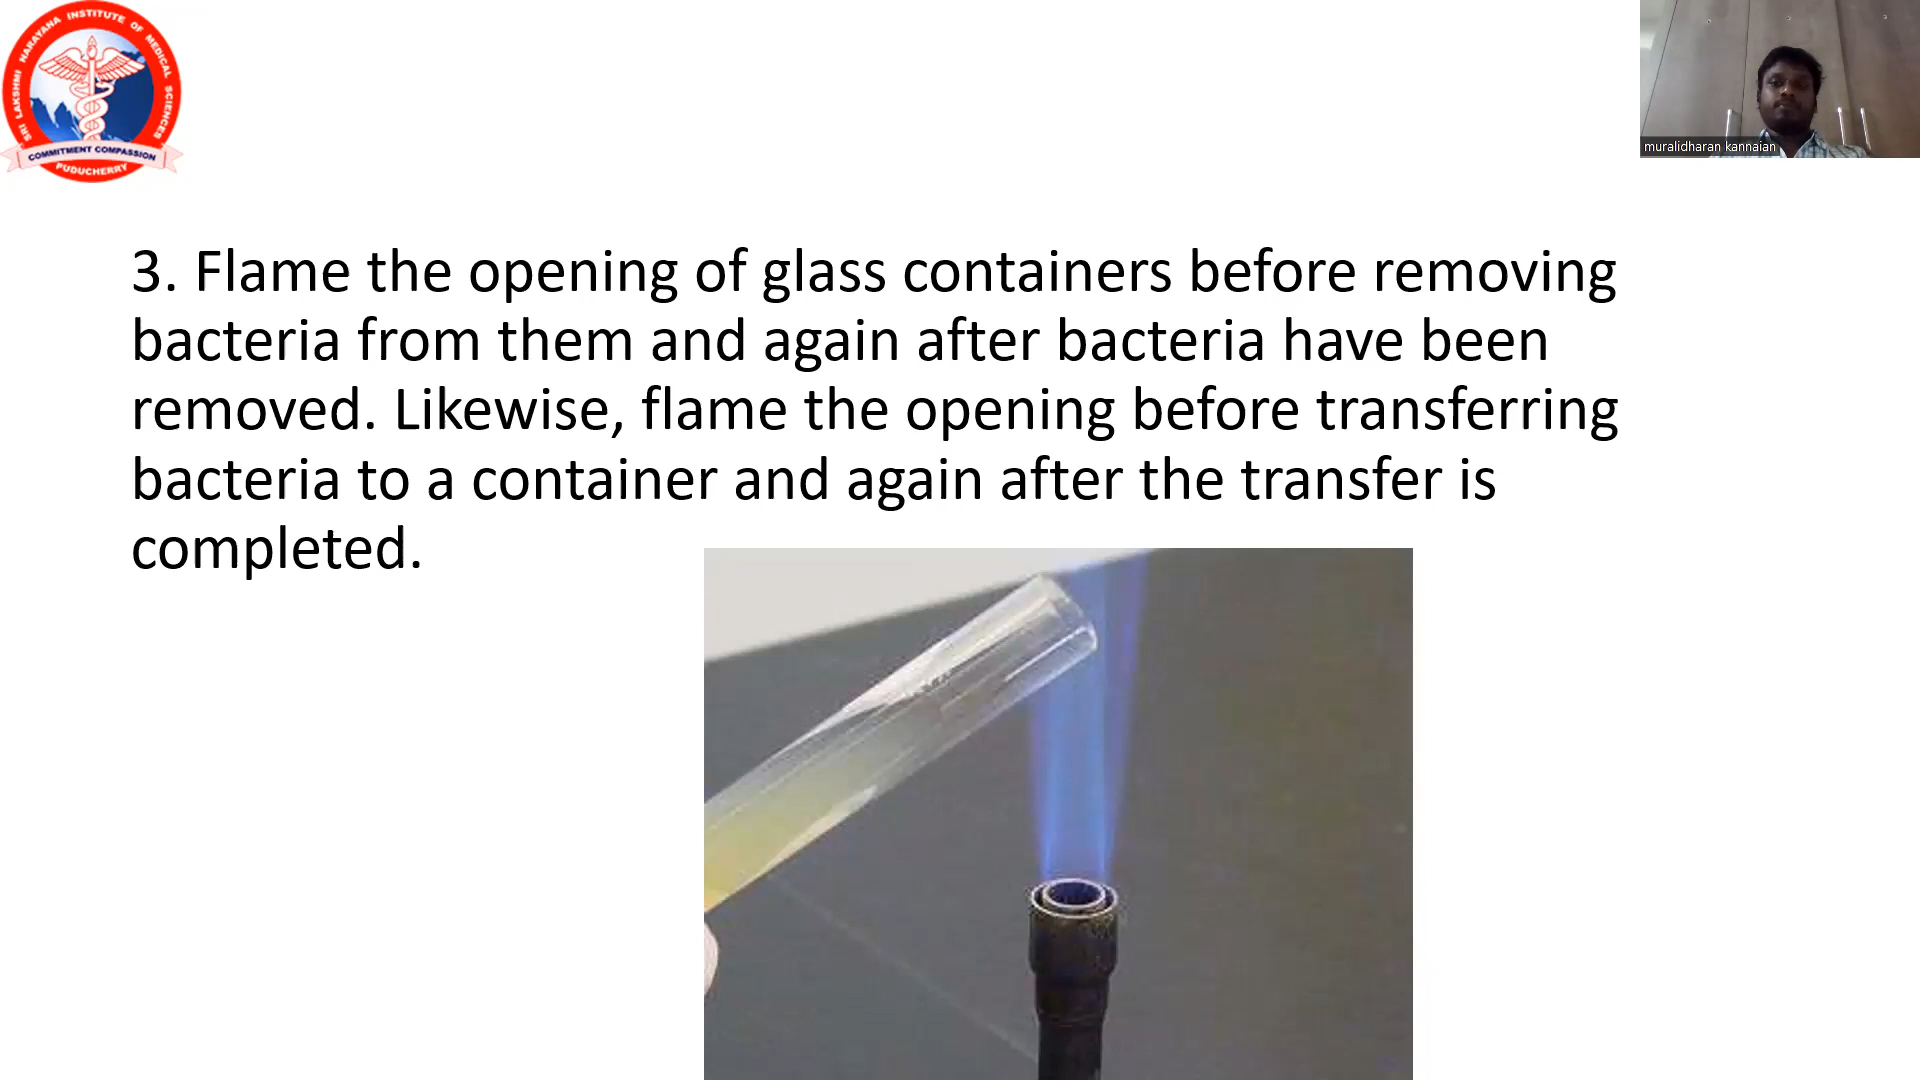 SRI LAKSHMI NARAYANA INSTITUTE OF MEDICAL SCIENCES
COMMITMENT COMPASSION
PUDUCHERRY
muralidharan kannaian
3. Flame the opening of glass containers before removing
bacteria from them and again after bacteria have been
removed. Likewise, flame the opening before transferring
bacteria to a container and again after the transfer is
completed.